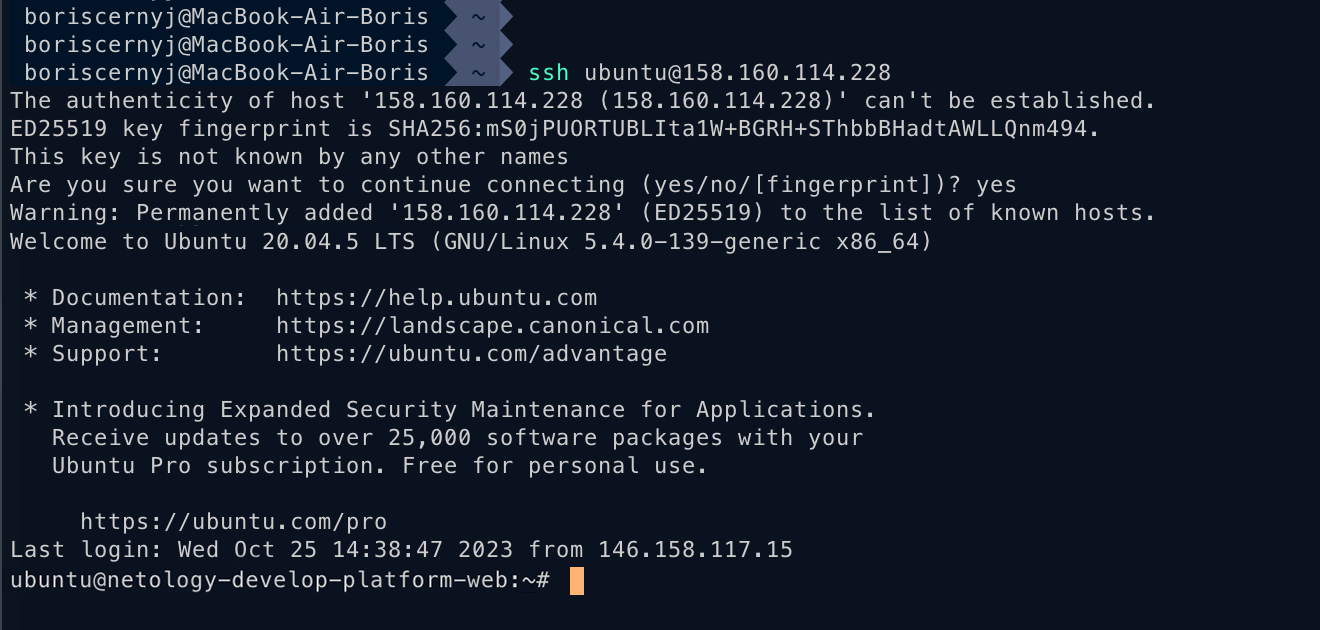 boriscernyj@MacBook-Air-Boris ~
boriscernyj@MacBook-Air-Boris ~
boriscernyj@MacBook-Air-Boris ~ ssh ubuntu@158.160.114.228
The authenticity of host '158.160.114.228 (158.160.114.228)' can't be established.
ED25519 key fingerprint is SHA256:mS0jPUORTUBLIta1W+BGRH+SThbbBHadtAWLLQnm494.
This key is not known by any other names
Are you sure you want to continue connecting (yes/no/[fingerprint])? yes
Warning: Permanently added '158.160.114.228' (ED25519) to the list of known hosts.
Welcome to Ubuntu 20.04.5 LTS (GNU/Linux 5.4.0-139-generic x86_64)
* Documentation:  https://help.ubuntu.com
* Management:     https://landscape.canonical.com
* Support:        https://ubuntu.com/advantage
* Introducing Expanded Security Maintenance for Applications.
Receive updates to over 25,000 software packages with your
Ubuntu Pro subscription. Free for personal use.
https://ubuntu.com/pro
Last login: Wed Oct 25 14:38:47 2023 from 146.158.117.15
ubuntu@netology-develop-platform-web:~#